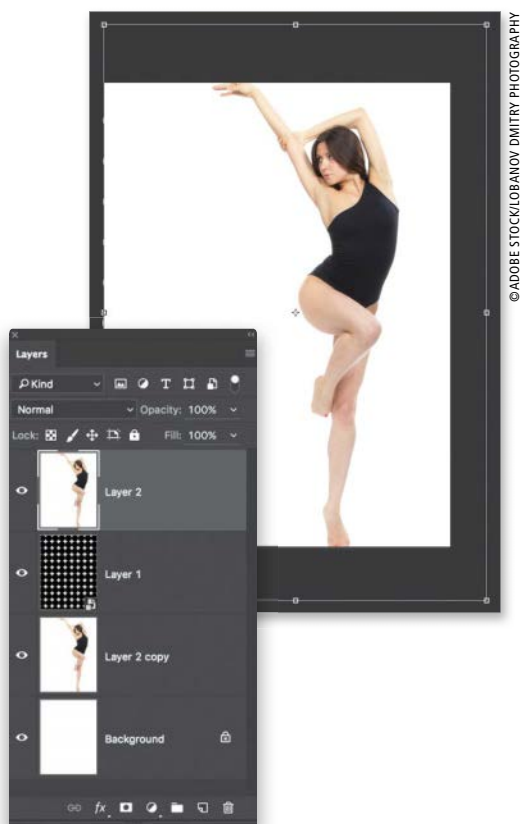 ©ADOBE STOCK/LOBANOV DMITRY PHOTOGRAPHY
Layers
Kind
Normal
Opacity: 100%
Lock:
Fill: 100%
Layer 2
Layer 1
Layer 2 copy
Background
fx